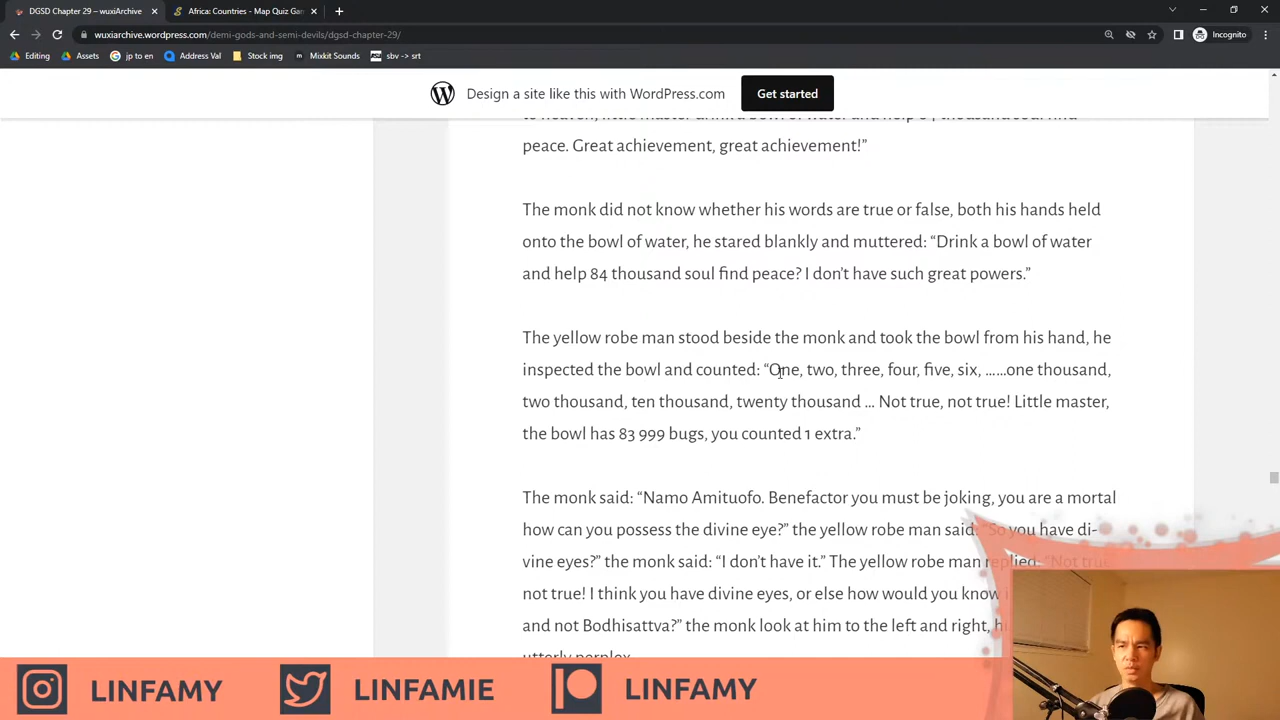 DGSD Chapter 29 – wuxiArchive
Africa: Countries - Map Quiz Gam
wuxiarchive.wordpress.com/demi-gods-and-semi-devils/dgsd-chapter-29/
Incognito
Editing
Assets
jp to en
Address Val
Stock img
Mixkit Sounds
sbv -> srt
Design a site like this with WordPress.com
Get started
peace. Great achievement, great achievement!”
The monk did not know whether his words are true or false, both his hands held
onto the bowl of water, he stared blankly and muttered: “Drink a bowl of water
and help 84 thousand soul find peace? I don’t have such great powers.”
The yellow robe man stood beside the monk and took the bowl from his hand, he
inspected the bowl and counted: “One, two, three, four, five, six, ……one thousand,
two thousand, ten thousand, twenty thousand … Not true, not true! Little master,
the bowl has 83 999 bugs, you counted 1 extra.”
The monk said: “Namo Amituofo. Benefactor you must be joking, you are a mortal
how can you possess the divine eye?” the yellow robe man said: “So you have di-
vine eyes?” the monk said: “I don’t have it.” The yellow robe man replied: “Not true,
not true! I think you have divine eyes, or else how would you know
and not Bodhisattva?” the monk look at him to the left and right,
utterly perplex
LINFAMY
LINFAMIE
LINFAMY